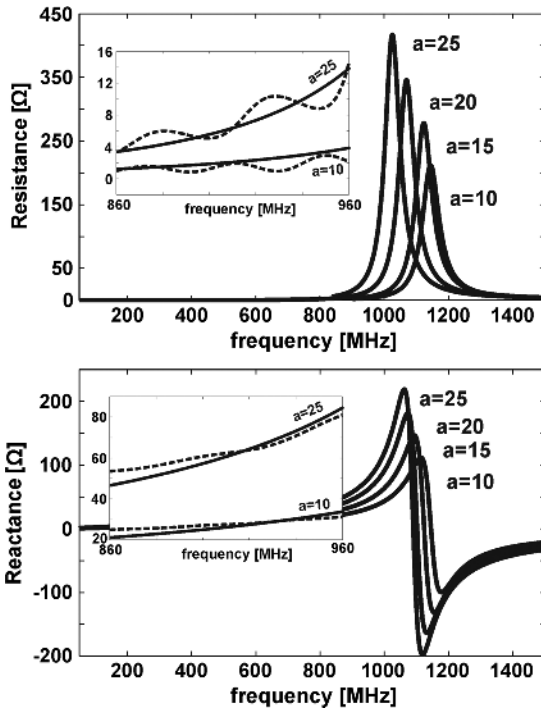 450
375
300
225
150
50
0
Resistance [Ω]
a=25
a=20
a=15
a=10
16
12
8
4
0
a=25
a=10
860
frequency [MHz]
960
200
400
600
800
1000
1200
1400
frequency [MHz]
200
100
0
-100
-200
Reactance [Ω]
a=25
a=20
a=15
a=10
80
60
40
20
a=25
a=10
860
frequency [MHz]
960
200
400
600
800
1000
1200
1400
frequency [MHz]